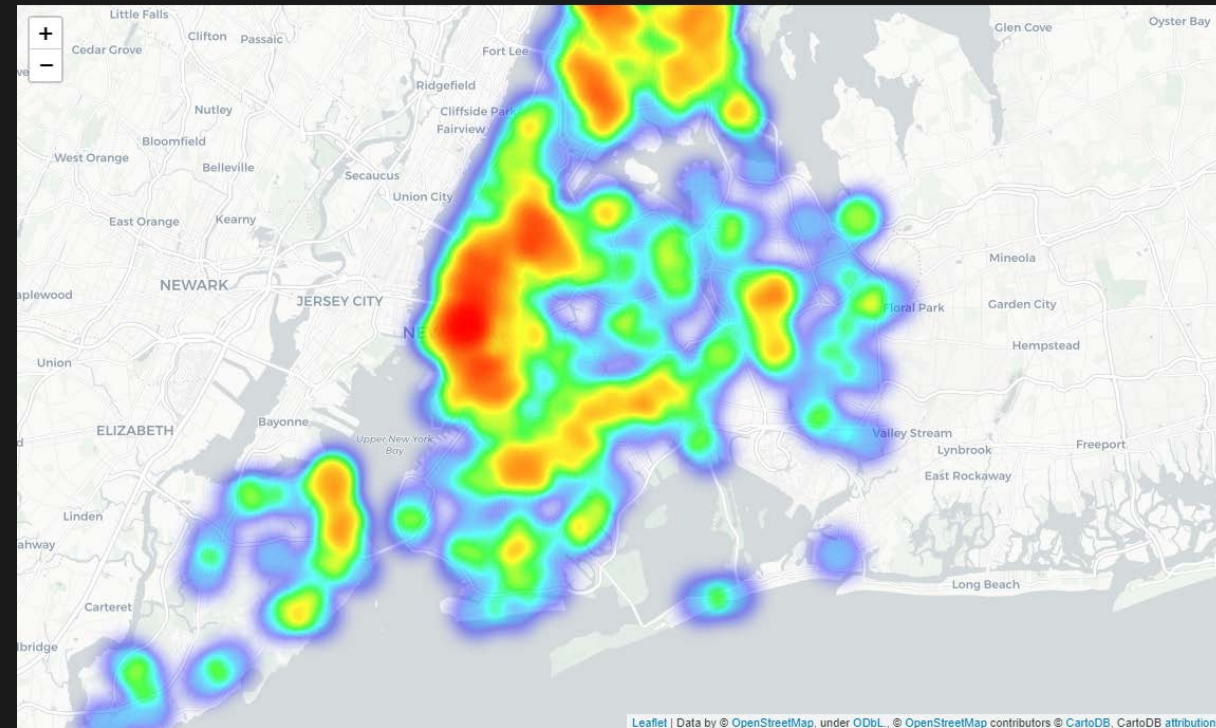 Little Falls
Oyster Bay
+
Clifton
Passaic
Glen Cove
Cedar Grove
Fort Lee
−
Ridgefield
Nutley
Cliffside Park
Fairview
Bloomfield
West Orange
Belleville
Secaucus
Union City
East Orange
Kearny
Mineola
NEWARK
JERSEY CITY
Garden City
Floral Park
NE
Hempstead
Union
Bayonne
ELIZABETH
Upper New York
Bay
Valley Stream
Freeport
Lynbrook
East Rockaway
Linden
Long Beach
Carteret
Leaflet | Data by © OpenStreetMap, under ODbL., © OpenStreetMap contributors © CartoDB, CartoDB attributions